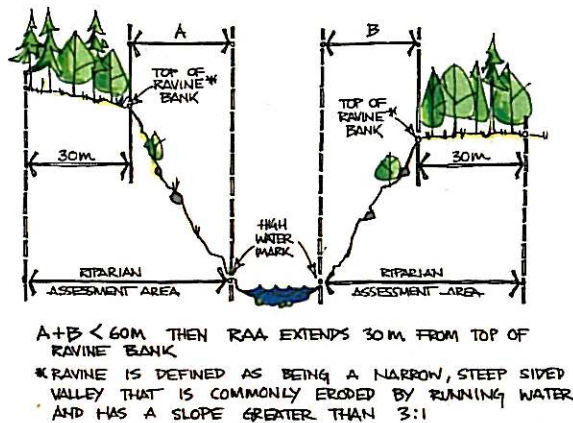 A
B
TOP OF
RAVINE*
BANK
TOP OF
RAVINE*
BANK
30m
30m
HIGH
WATER
MARK
RIPARIAN
ASSESSMENT AREA
RIPARIAN
ASSESSMENT AREA
A+B < 60M THEN RAA EXTENDS 30 M FROM TOP OF
RAVINE BANK
* RAVINE IS DEFINED AS BEING A NARROW, STEEP SIDED
VALLEY THAT IS COMMONLY ERODED BY RUNNING WATER
AND HAS A SLOPE GREATER THAN 3:1